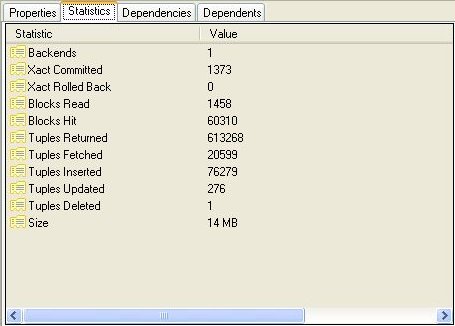 Properties Statistics Dependencies Dependents
Statistic Value
Backends 1
Xact Committed 1373
Xact Rolled Back 0
Blocks Read 1458
Blocks Hit 60310
Tuples Returned 613268
Tuples Fetched 20599
Tuples Inserted 76279
Tuples Updated 276
Tuples Deleted 1
Size 14 MB